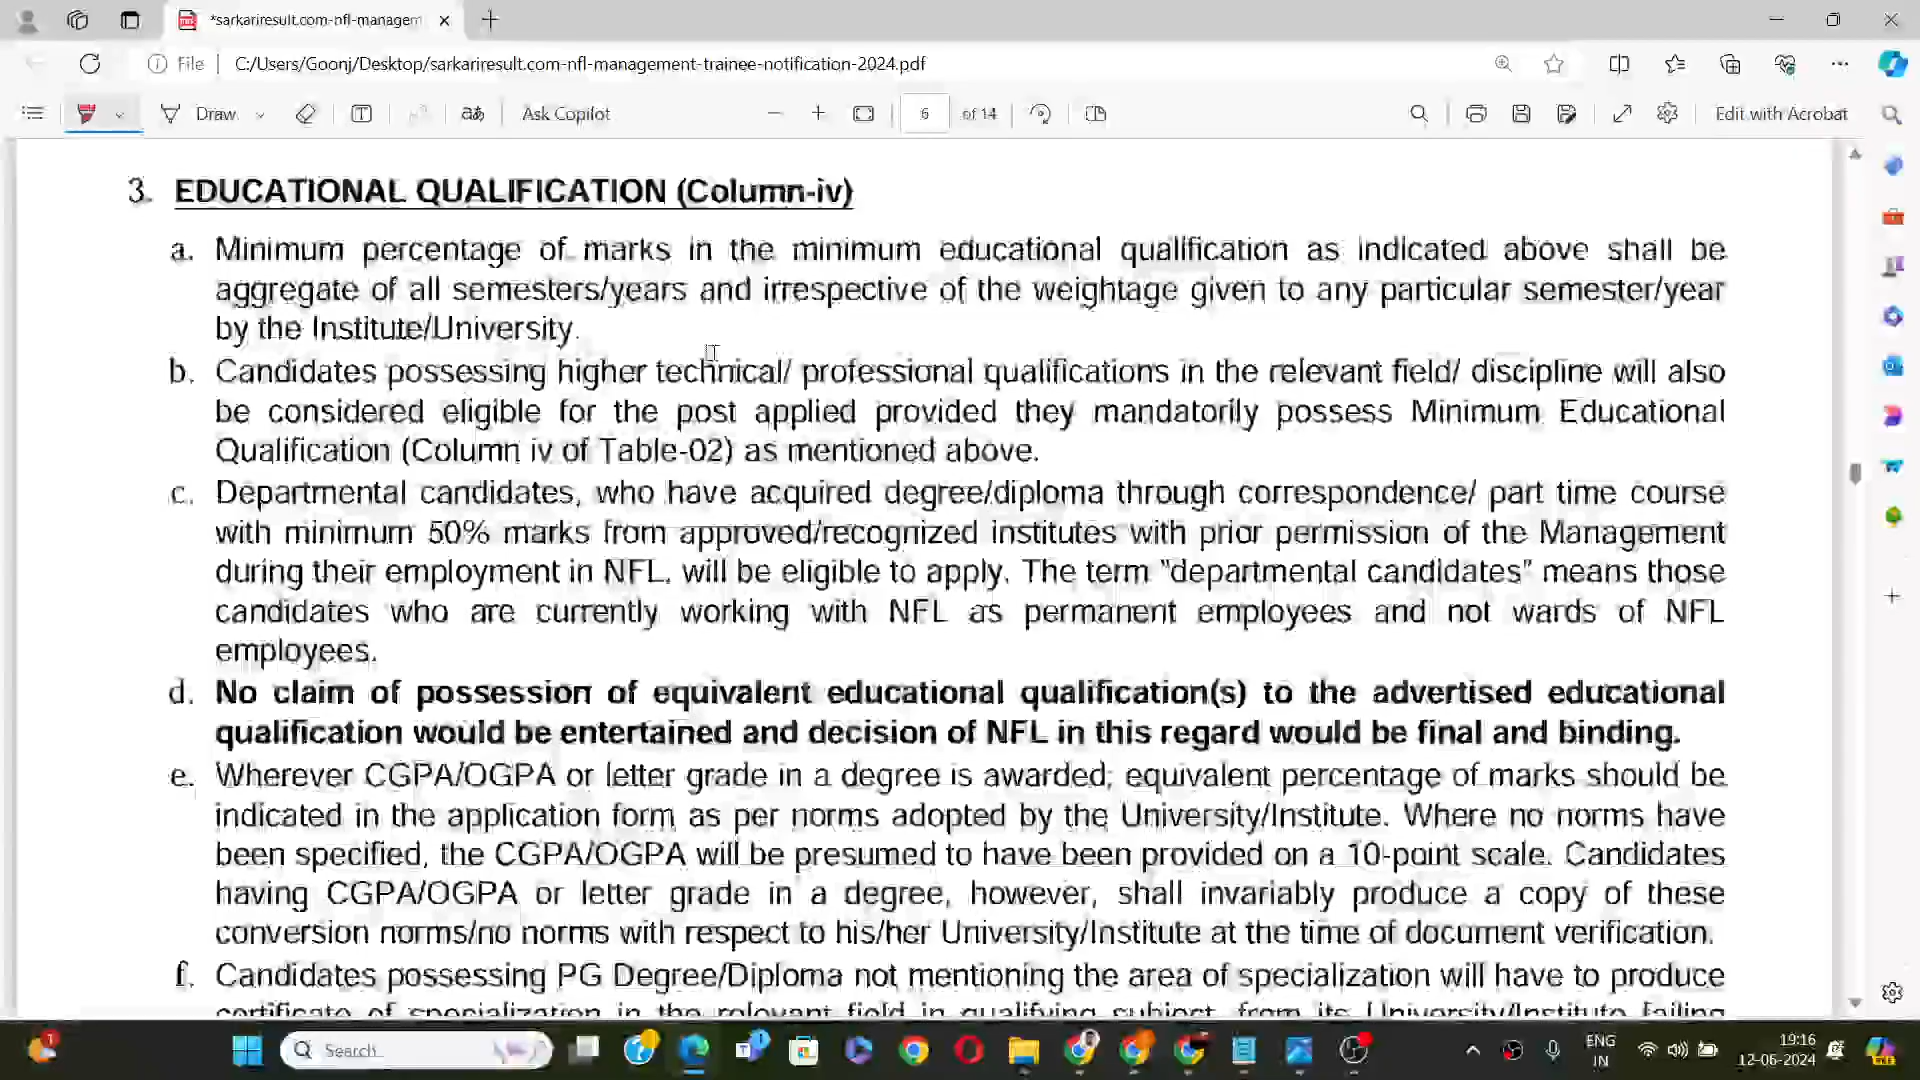 *sarkariresult.com-nfl-managem
File
C:/Users/Goonj/Desktop/sarkariresult.com-nfl-management-trainee-notification-2024.pdf
Draw
Ask Copilot
6 of 14
Edit with Acrobat
3. EDUCATIONAL QUALIFICATION (Column-iv)
a. Minimum percentage of marks in the minimum educational qualification as indicated above shall be
aggregate of all semesters/years and irrespective of the weightage given to any particular semester/year
by the Institute/University.
b. Candidates possessing higher technical/ professional qualifications in the relevant field/ discipline will also
be considered eligible for the post applied provided they mandatorily possess Minimum Educational
Qualification (Column iv of Table-02) as mentioned above.
c. Departmental candidates, who have acquired degree/diploma through correspondence/ part time course
with minimum 50% marks from approved/recognized institutes with prior permission of the Management
during their employment in NFL, will be eligible to apply. The term "departmental candidates" means those
candidates who are currently working with NFL as permanent employees and not wards of NFL
employees.
d. No claim of possession of equivalent educational qualification(s) to the advertised educational
qualification would be entertained and decision of NFL in this regard would be final and binding.
e. Wherever CGPA/OGPA or letter grade in a degree is awarded; equivalent percentage of marks should be
indicated in the application form as per norms adopted by the University/Institute. Where no norms have
been specified, the CGPA/OGPA will be presumed to have been provided on a 10-point scale. Candidates
having CGPA/OGPA or letter grade in a degree, however, shall invariably produce a copy of these
conversion norms/no norms with respect to his/her University/Institute at the time of document verification.
f. Candidates possessing PG Degree/Diploma not mentioning the area of specialization will have to produce
certificate of specialization in the relevant field in qualifying subject, from its University/Institute failing
Search
ENG
IN
19:16
12-06-2024